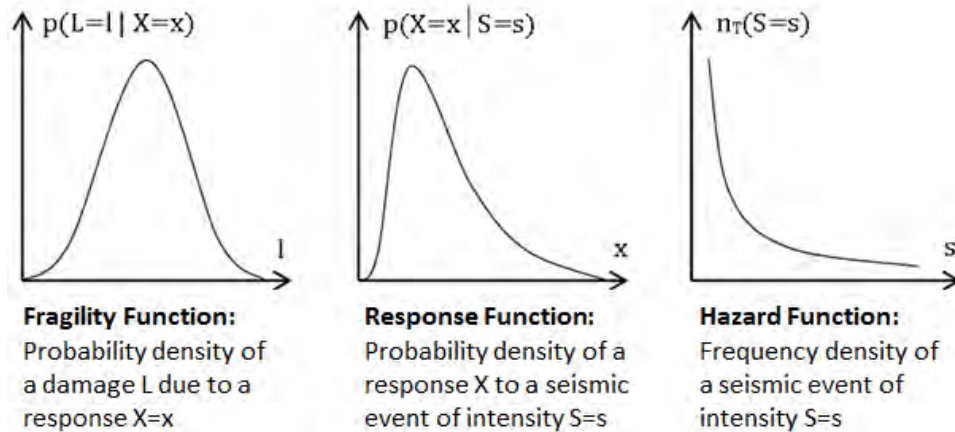 p(L=l | X=x)
l
Fragility Function:
Probability density of
a damage L due to a
response X=x
p(X=x | S=s)
x
Response Function:
Probability density of a
response X to a seismic
event of intensity S=s
n_T(S=s)
s
Hazard Function:
Frequency density of
a seismic event of
intensity S=s